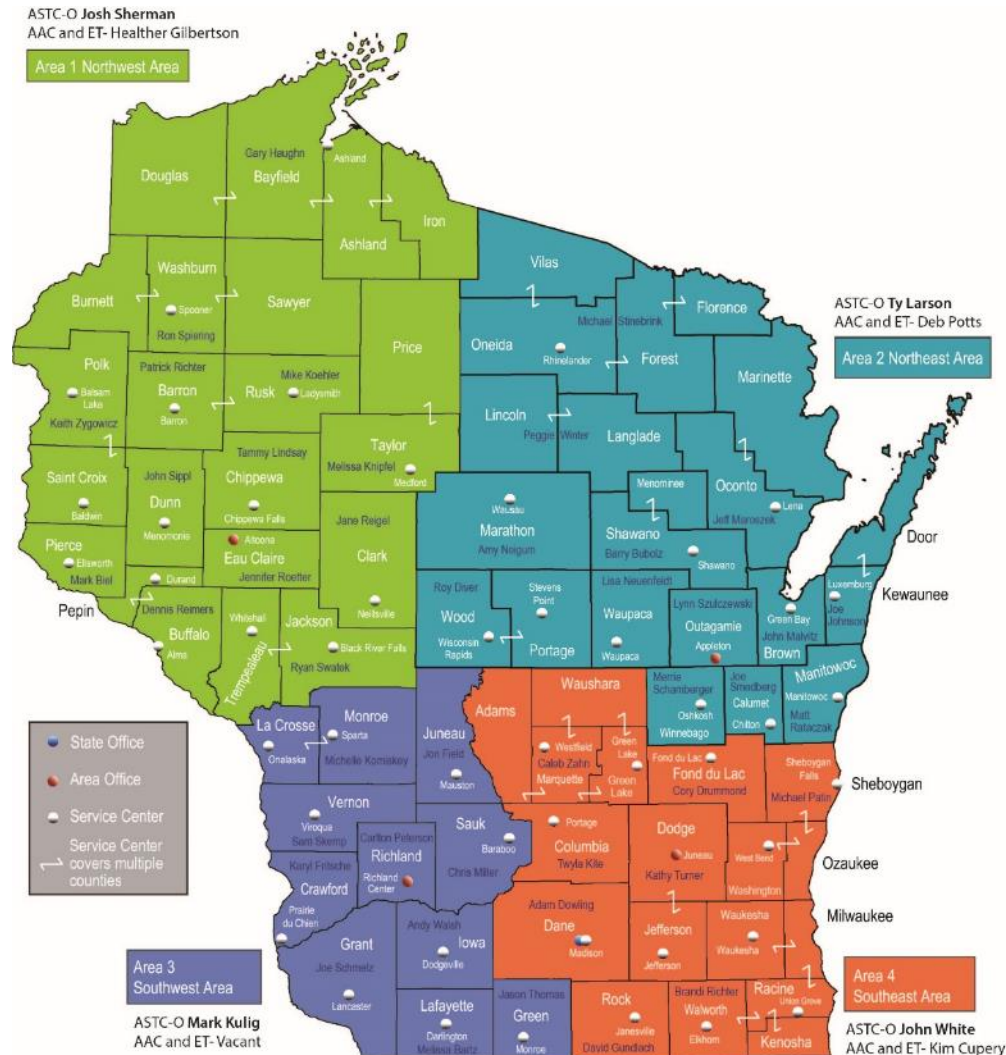 ASTC-O Josh Sherman
AAC and ET- Healther Gilbertson
Area 1 Northwest Area
Gary Haughn
Ashland
Douglas
Bayfield
Iron
Ashland
Washburn
Burnett
Spooner
Sawyer
Ron Spiering
Price
Polk
Patrick Richter
Mike Koehler
Balsam
Lake
Barron
Rusk
Ladysmith
Barron
Keith Zygowicz
Tammy Lindsay
Taylor
Melissa Knipfel
Medford
Saint Croix
John Sippl
Chippewa
Dunn
Baldwin
Chippewa Falls
Menomonie
Jane Reigel
Pierce
Altoona
Eau Claire
Clark
Ellsworth
Mark Biel
Jennifer Roetter
Durand
Pepin
Dennis Reimers
Whitehall
Jackson
Neillsville
Buffalo
Alma
Black River Falls
Trempealeau
Ryan Swatek
Vilas
Florence
Michael Stinebrink
Oneida
Rhinelander
Forest
Marinette
Lincoln
Peggie Winter
Langlade
Menominee
Oconto
Wausau
Lena
Marathon
Shawano
Jeff Maroszek
Amy Neigum
Barry Bubolz
Shawano
ASTC-O Ty Larson
AAC and ET- Deb Potts
Area 2 Northeast Area
Door
Kewaunee
Roy Diver
Stevens
Point
Lisa Neuenfeldt
Lynn Szulczewski
Luxemburg
Wood
Waupaca
Outagamie
Green Bay
Joe
Johnson
Wisconsin
Rapids
Portage
Waupaca
Appleton
John Malvitz
Brown
Merrie
Schamberger
Joe
Smedberg
Manitowoc
Oshkosh
Calumet
Manitowoc
Winnebago
Chilton
Matt
Rataczak
Adams
Waushara
La Crosse
Monroe
Juneau
Sparta
Onalaska
Jon Field
Michelle Komiskey
Mauston
Westfield
Green
Lake
Caleb Zahn
Marquette
Green
Lake
Fond du Lac
Fond du Lac
Cory Drummond
Sheboygan
Falls
Michael Patin
Sheboygan
State Office
Area Office
Service Center
Service Center
covers multiple
counties
Vernon
Viroqua
Sam Skemp
Carlton Peterson
Sauk
Baraboo
Richland
Karyl Fritsche
Richland
Center
Chris Miller
Crawford
Prairie
du Chien
Portage
Columbia
Twyla Kite
Dodge
Juneau
Kathy Turner
West Bend
Washington
Ozaukee
Andy Walsh
Grant
Iowa
Dodgeville
Joe Schmelz
Lancaster
Adam Dowling
Dane
Madison
Jefferson
Jefferson
Waukesha
Waukesha
Milwaukee
Jason Thomas
Lafayette
Green
Darlington
Melissa Bartz
Monroe
Rock
Janesville
David Gundlach
Brandi Richter
Walworth
Elkhorn
Racine
Union Grove
Kenosha
Area 3
Southwest Area
ASTC-O Mark Kulig
AAC and ET- Vacant
Area 4
Southeast Area
ASTC-O John White
AAC and ET- Kim Cupery